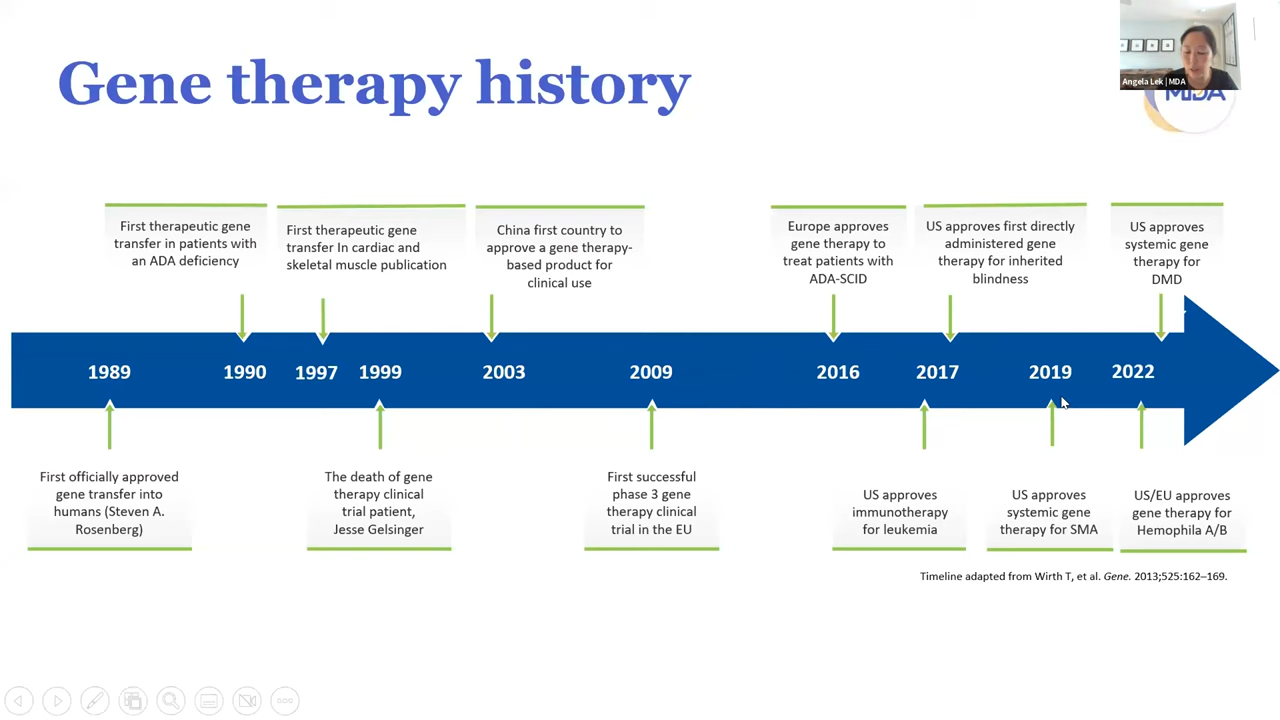 Gene therapy history
Angela Lek | MDA
MDA
First therapeutic gene
transfer in patients with
an ADA deficiency
First therapeutic gene
transfer In cardiac and
skeletal muscle publication
China first country to
approve a gene therapy-
based product for
clinical use
Europe approves
gene therapy to
treat patients with
ADA-SCID
US approves first directly
administered gene
therapy for inherited
blindness
US approves
systemic gene
therapy for
DMD
1989 1990 1997 1999 2003 2009 2016 2017 2019 2022
First officially approved
gene transfer into
humans (Steven A.
Rosenberg)
The death of gene
therapy clinical
trial patient,
Jesse Gelsinger
First successful
phase 3 gene
therapy clinical
trial in the EU
US approves
immunotherapy
for leukemia
US approves
systemic gene
therapy for SMA
US/EU approves
gene therapy for
Hemophila A/B
Timeline adapted from Wirth T, et al. Gene. 2013;525:162–169.